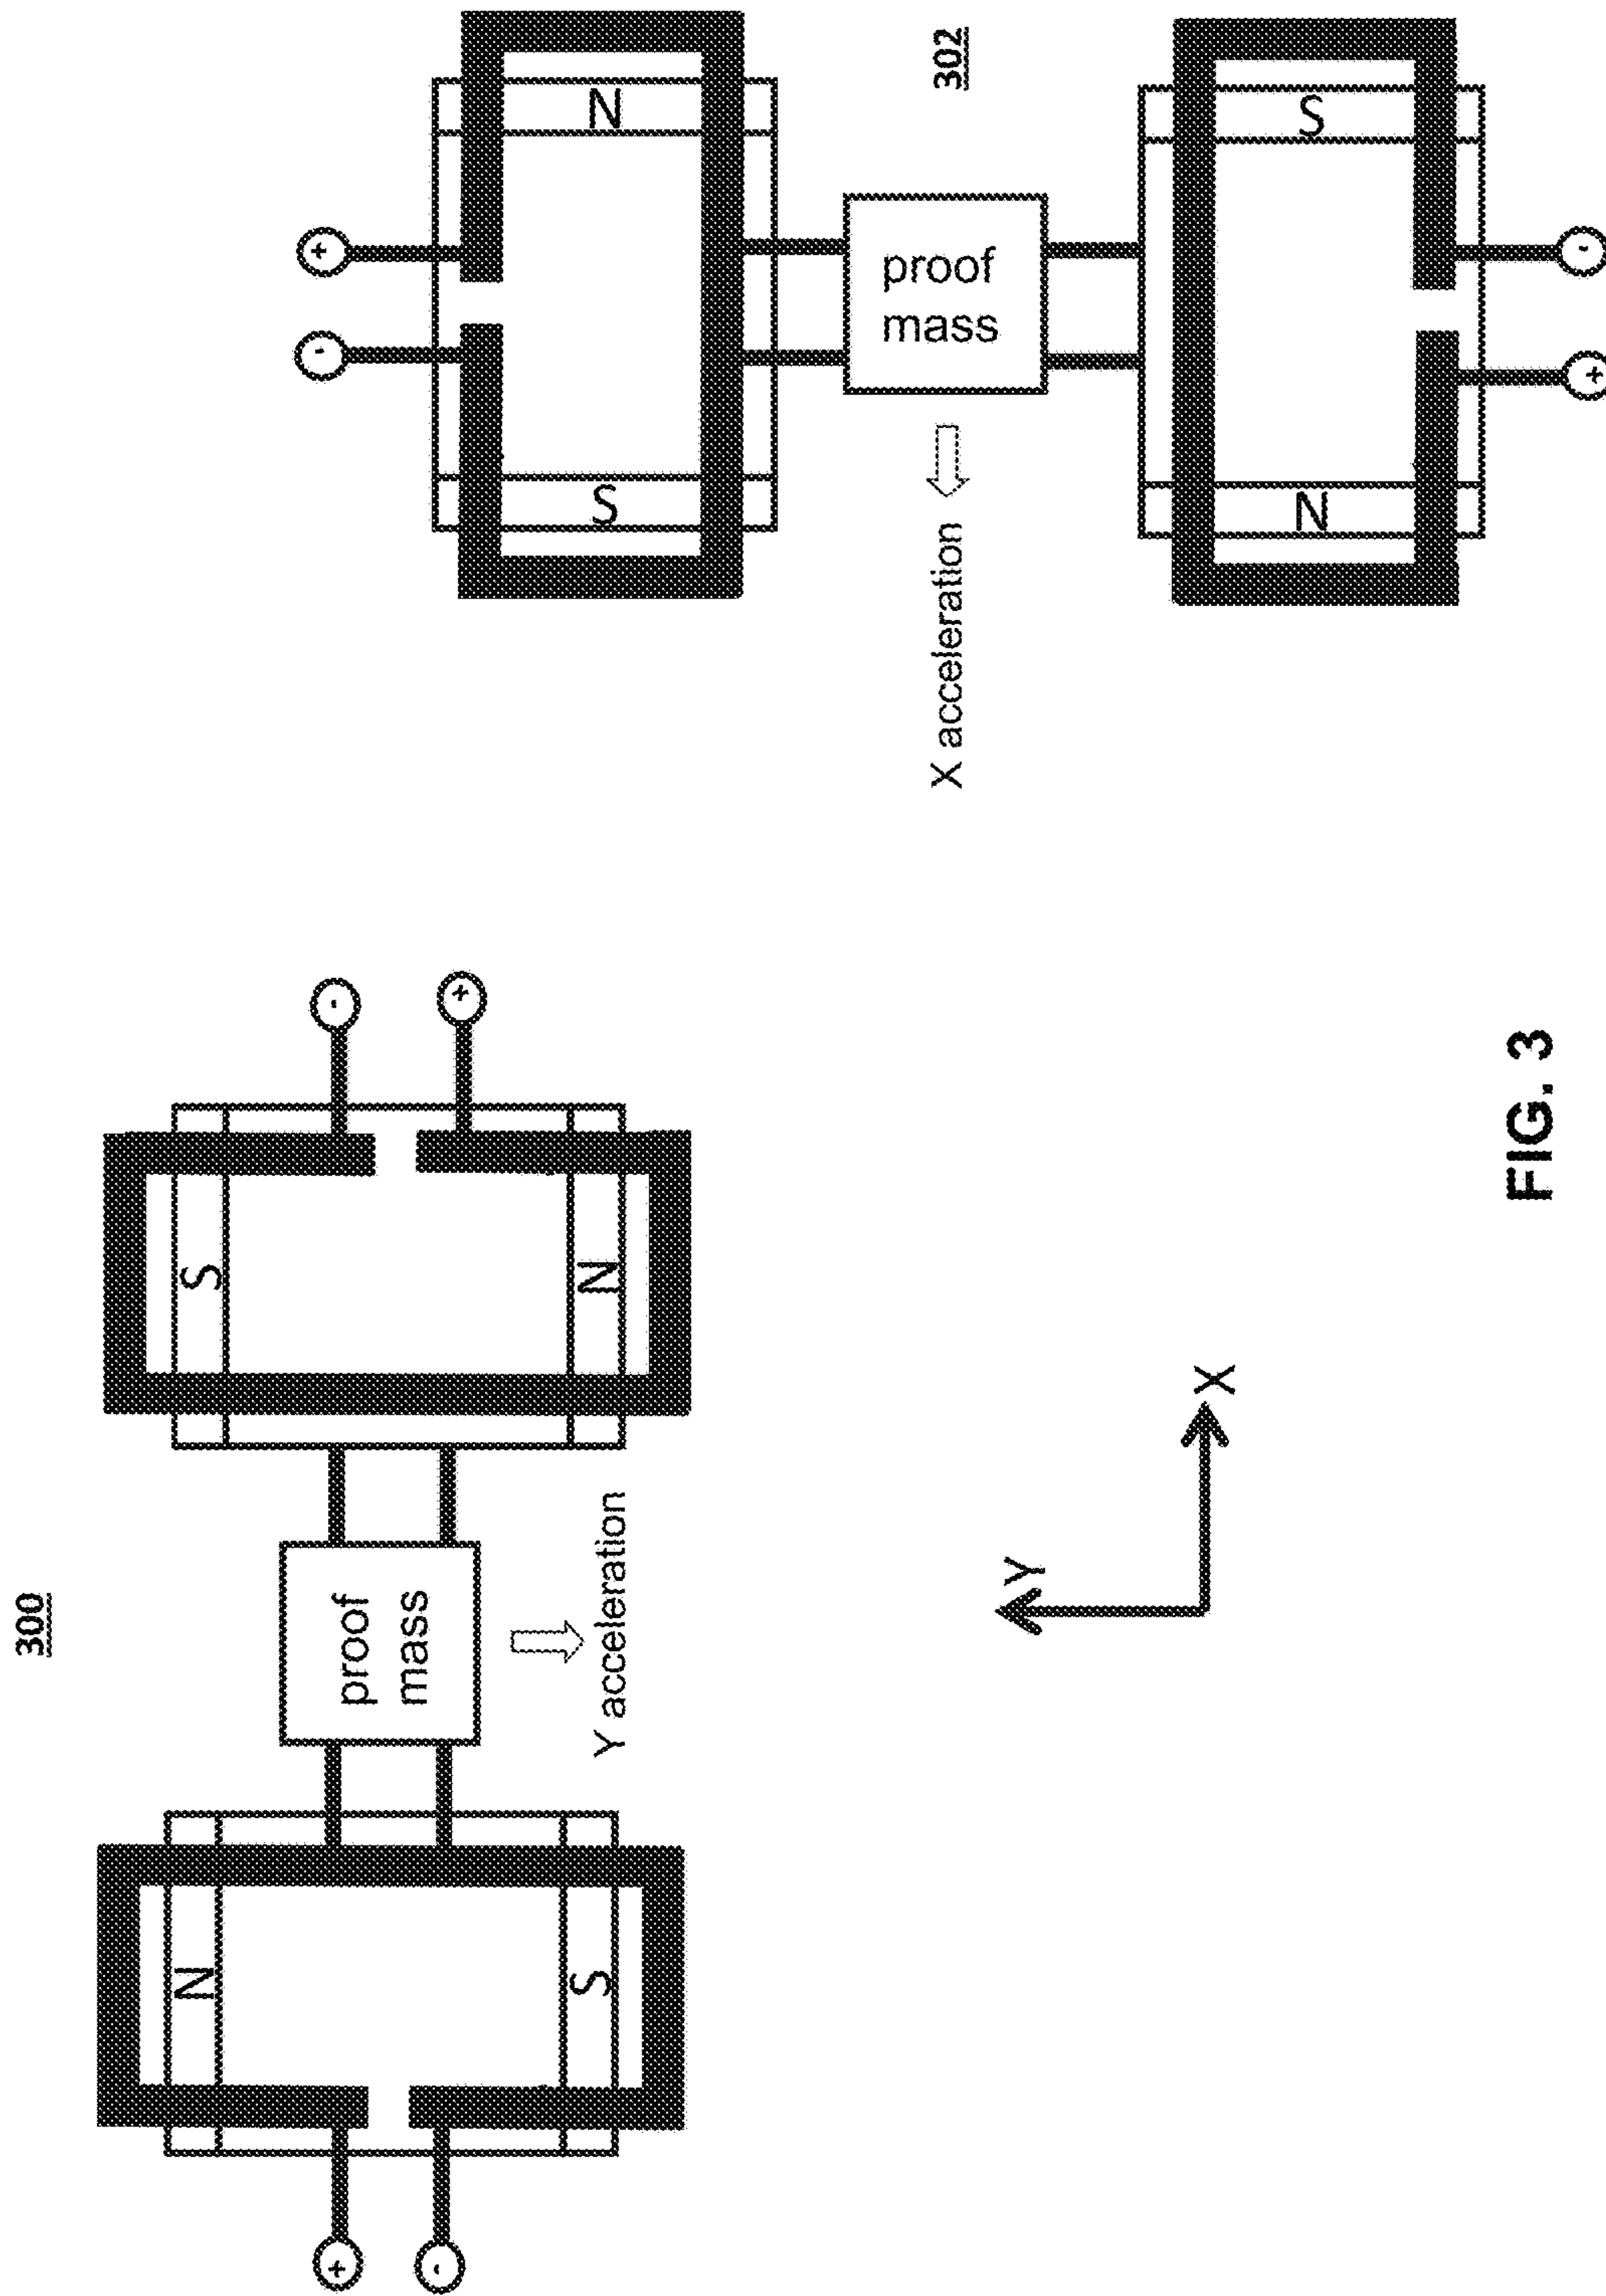 300
+
-
N
S
proof
mass
S
N
-
+
Y acceleration
Y
X
-
+
S
N
X acceleration
proof
mass
302
N
S
+
-
FIG. 3